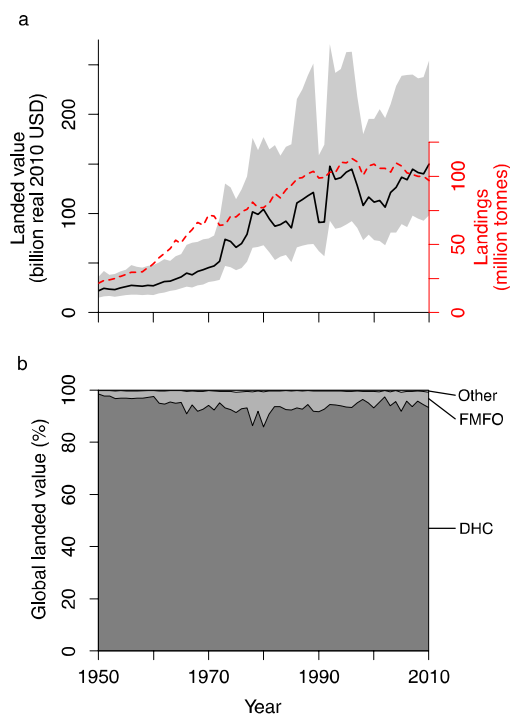 a
Landed value
(billion real 2010 USD)
0
100
200
0
50
100
Landings
(million tonnes)
b
Global landed value (%)
0
20
40
60
80
100
Other
FMFO
DHC
1950
1970
1990
2010
Year